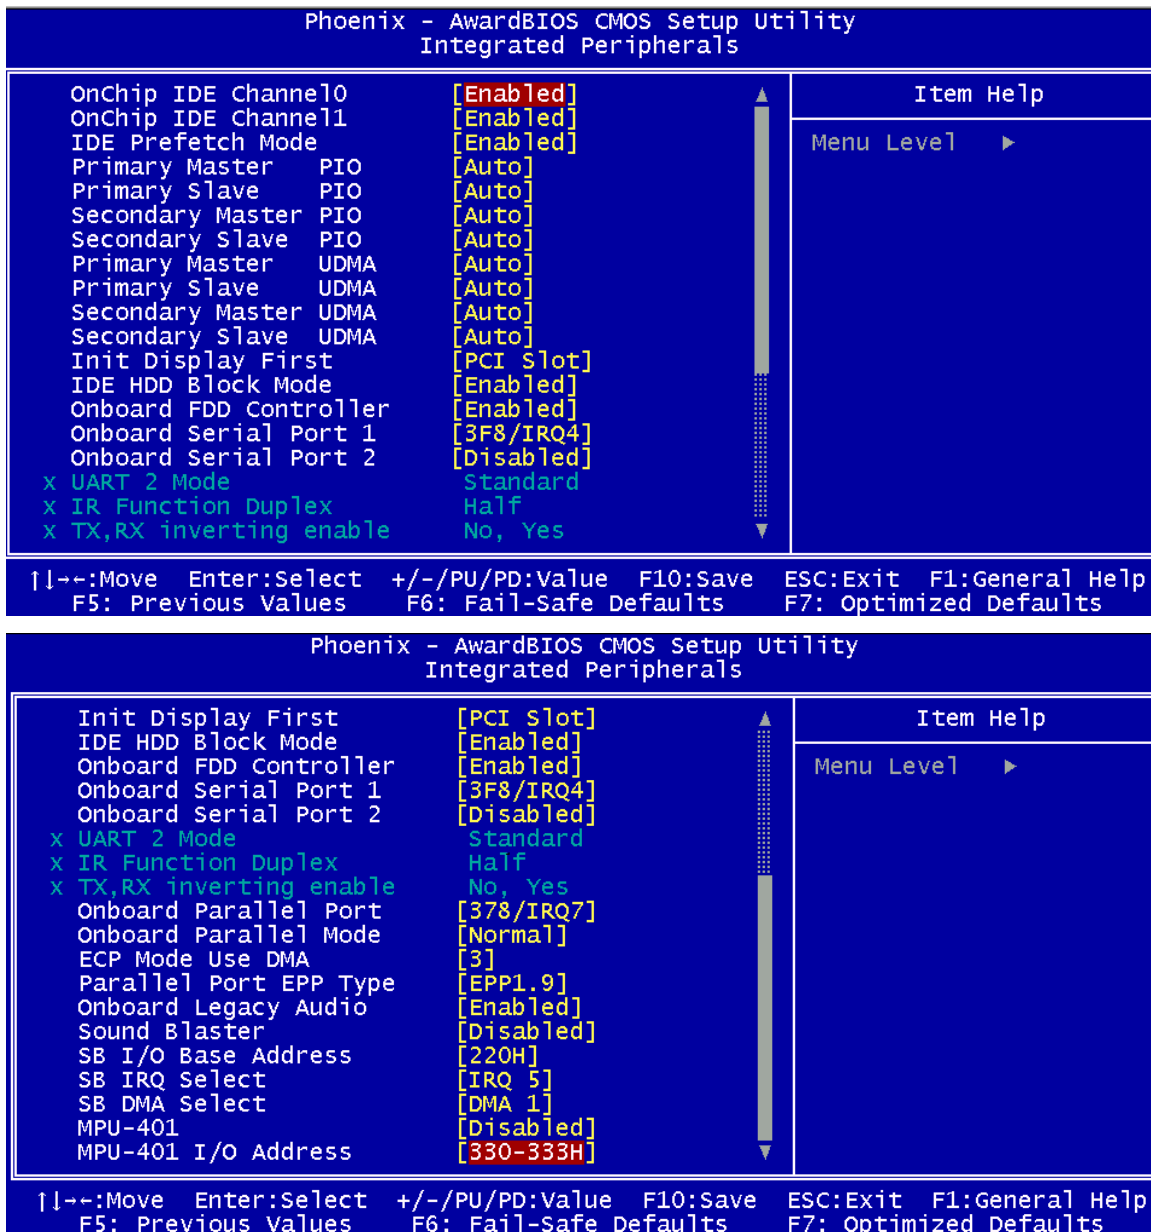 Phoenix - AwardBIOS CMOS Setup Utility
Integrated Peripherals
OnChip IDE Channel0 [Enabled]
OnChip IDE Channel1 [Enabled]
IDE Prefetch Mode [Enabled]
Primary Master PIO [Auto]
Primary Slave PIO [Auto]
Secondary Master PIO [Auto]
Secondary Slave PIO [Auto]
Primary Master UDMA [Auto]
Primary Slave UDMA [Auto]
Secondary Master UDMA [Auto]
Secondary Slave UDMA [Auto]
Init Display First [PCI Slot]
IDE HDD Block Mode [Enabled]
Onboard FDD Controller [Enabled]
Onboard Serial Port 1 [3F8/IRQ4]
Onboard Serial Port 2 [Disabled]
x UART 2 Mode Standard
x IR Function Duplex Half
x TX,RX inverting enable No, Yes
Item Help
Menu Level ►
↑↓→←:Move Enter:Select +/-/PU/PD:Value F10:Save ESC:Exit F1:General Help
F5: Previous Values F6: Fail-Safe Defaults F7: Optimized Defaults
Phoenix - AwardBIOS CMOS Setup Utility
Integrated Peripherals
Init Display First [PCI Slot]
IDE HDD Block Mode [Enabled]
Onboard FDD Controller [Enabled]
Onboard Serial Port 1 [3F8/IRQ4]
Onboard Serial Port 2 [Disabled]
x UART 2 Mode Standard
x IR Function Duplex Half
x TX,RX inverting enable No, Yes
Onboard Parallel Port [378/IRQ7]
Onboard Parallel Mode [Normal]
ECP Mode Use DMA [3]
Parallel Port EPP Type [EPP1.9]
Onboard Legacy Audio [Enabled]
Sound Blaster [Disabled]
SB I/O Base Address [220H]
SB IRQ Select [IRQ 5]
SB DMA Select [DMA 1]
MPU-401 [Disabled]
MPU-401 I/O Address [330-333H]
Item Help
Menu Level ►
↑↓→←:Move Enter:Select +/-/PU/PD:Value F10:Save ESC:Exit F1:General Help
F5: Previous Values F6: Fail-Safe Defaults F7: Optimized Defaults